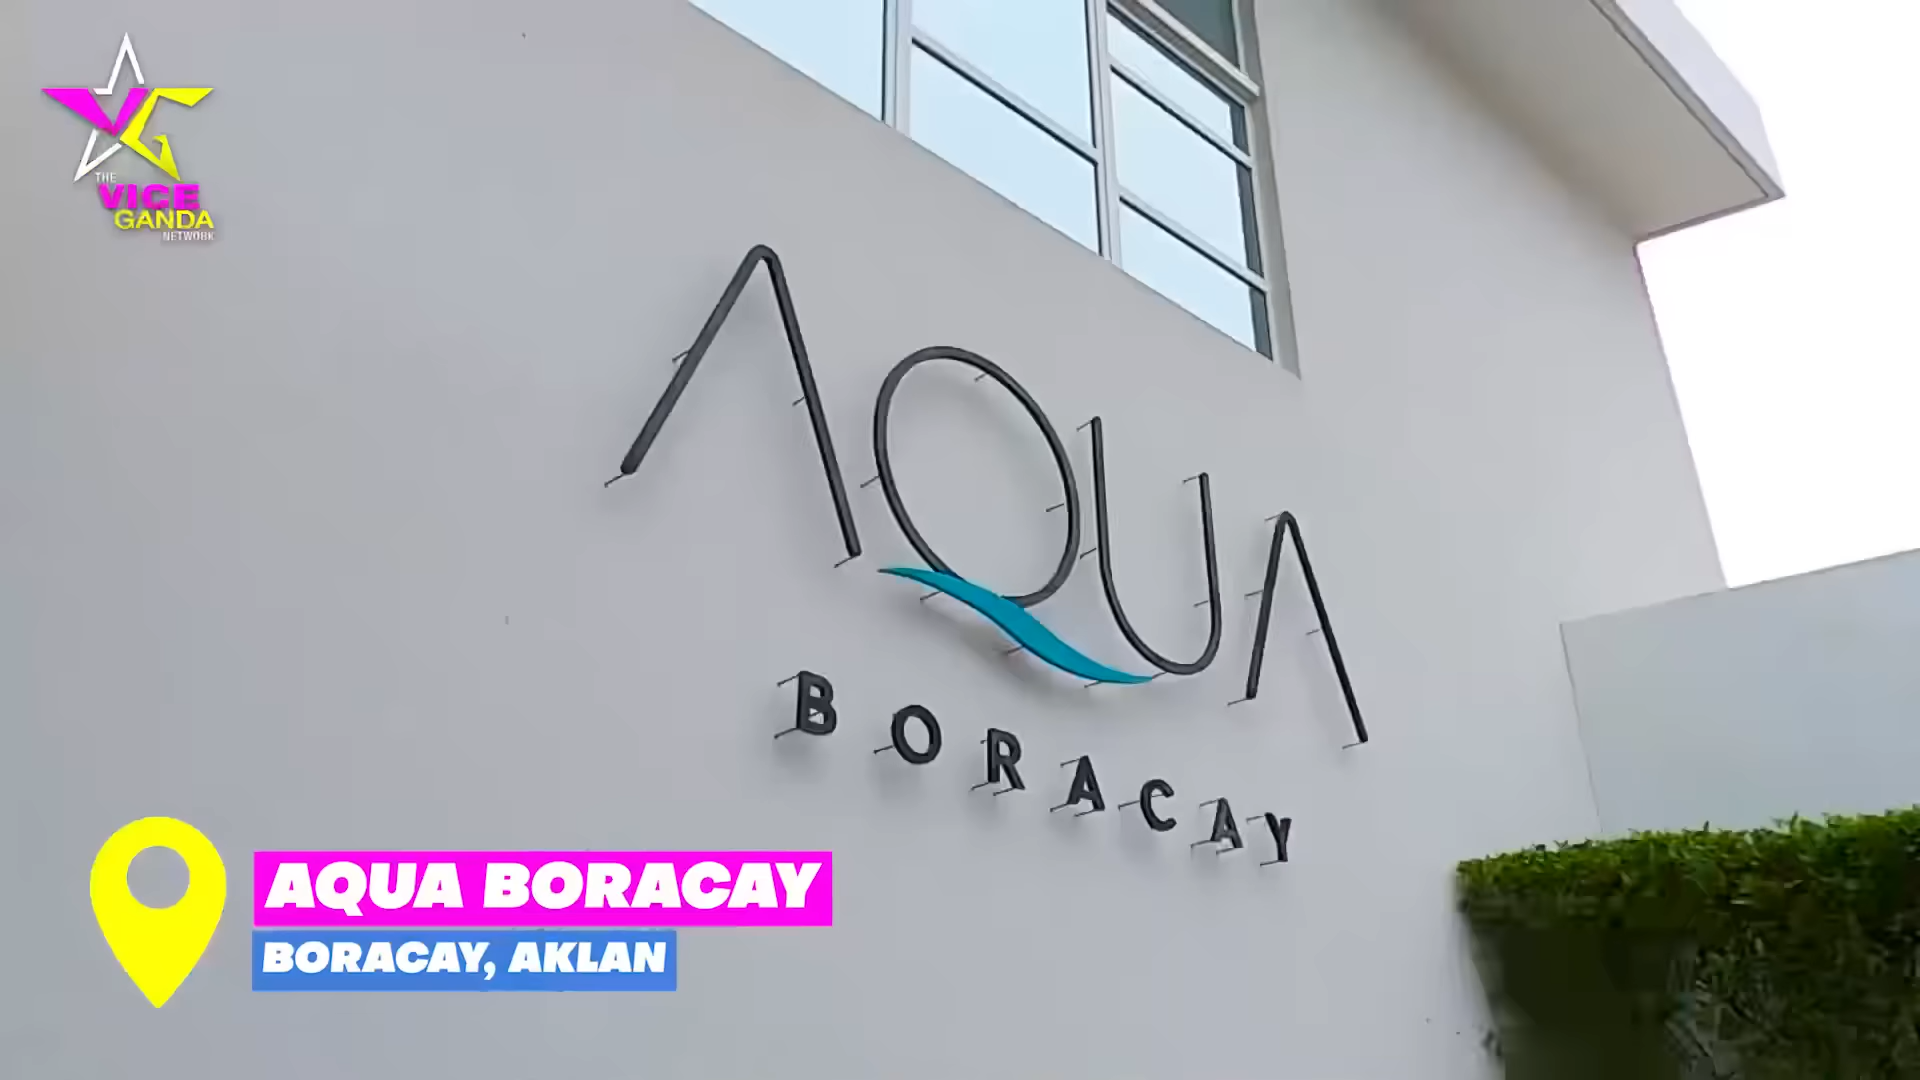 THE
VICE
GANDA
NETWORK
AQUA
BORACAY
AQUA BORACAY
BORACAY, AKLAN